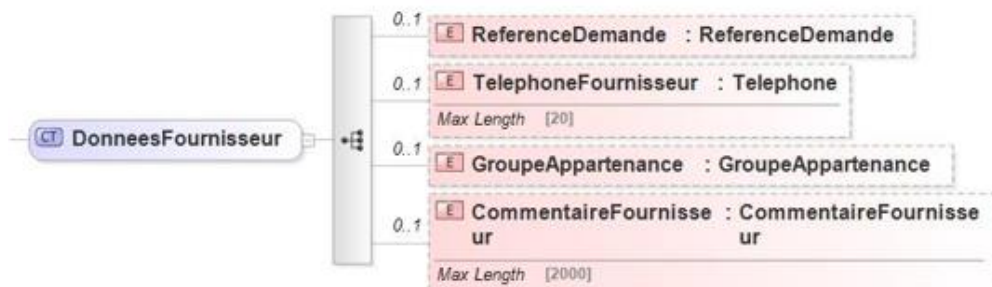 0..1
E ReferenceDemande : ReferenceDemande
0..1
E TelephoneFournisseur : Telephone
Max Length [20]
CT DonneesFournisseur
0..1
E GroupeAppartenance : GroupeAppartenance
0..1
E CommentaireFournisse : CommentaireFournisse
ur ur
Max Length [2000]